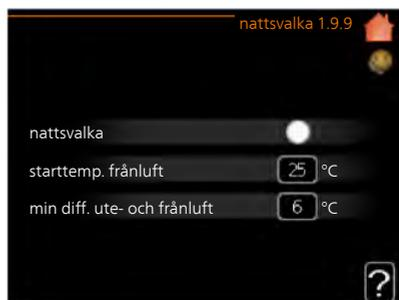 nattsvalka 1.9.9
nattsvalka
starttemp. frånluft 25 °C
min diff. ute- och frånluft 6 °C
?